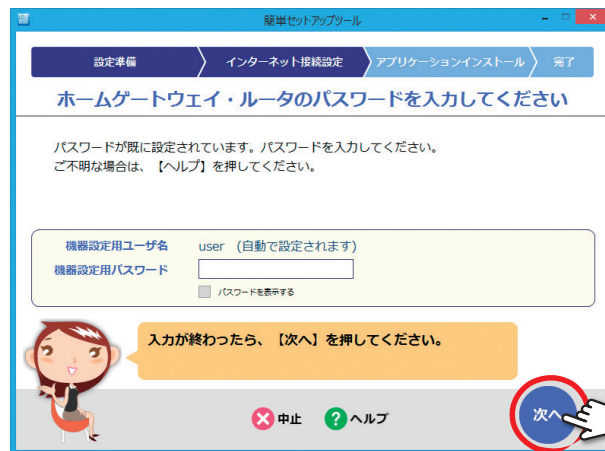 簡単セットアップツール
設定準備 インターネット接続設定 アプリケーションインストール 完了
ホームゲートウェイ・ルータのパスワードを入力してください
パスワードが既に設定されています。パスワードを入力してください。
ご不明な場合は、【ヘルプ】を押してください。
機器設定用ユーザ名 user (自動で設定されます)
機器設定用パスワード
パスワードを表示する
入力が終わったら、【次へ】を押してください。
中止 ?ヘルプ 次へ